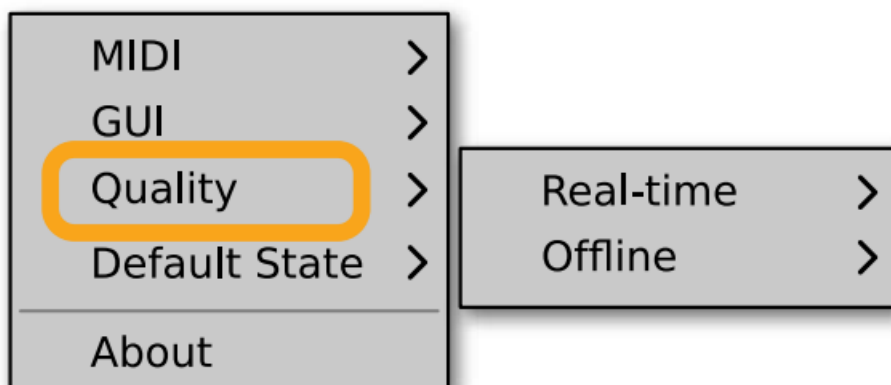 MIDI
GUI
Quality
Default State
About
Real-time
Offline